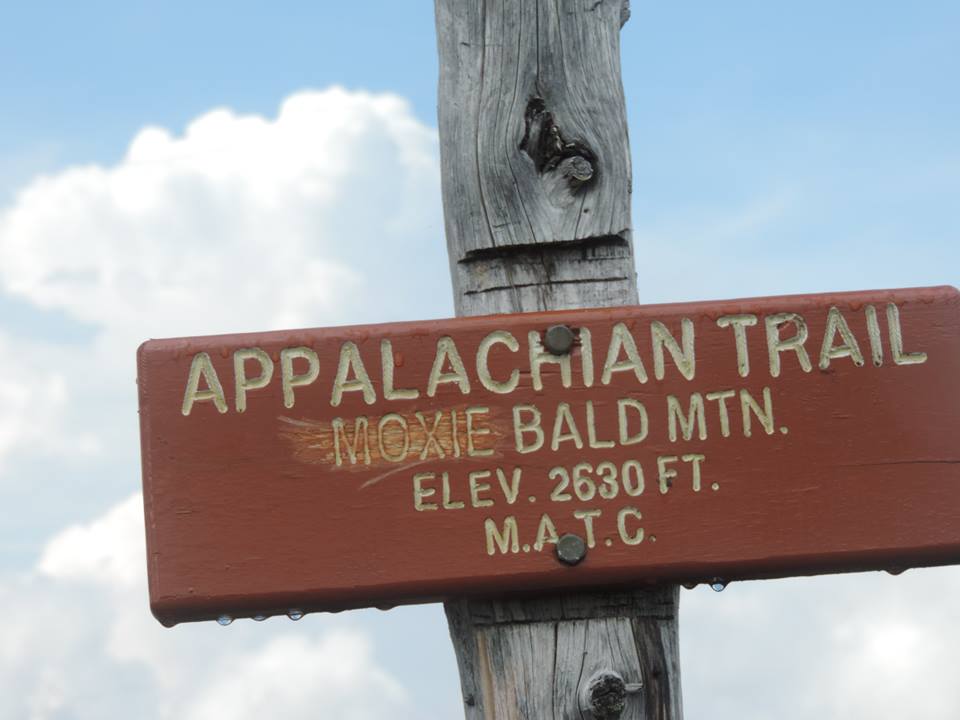 APPALACHIAN TRAIL
MOXIE BALD MTN.
ELEV. 2630 FT.
M.A.T.C.